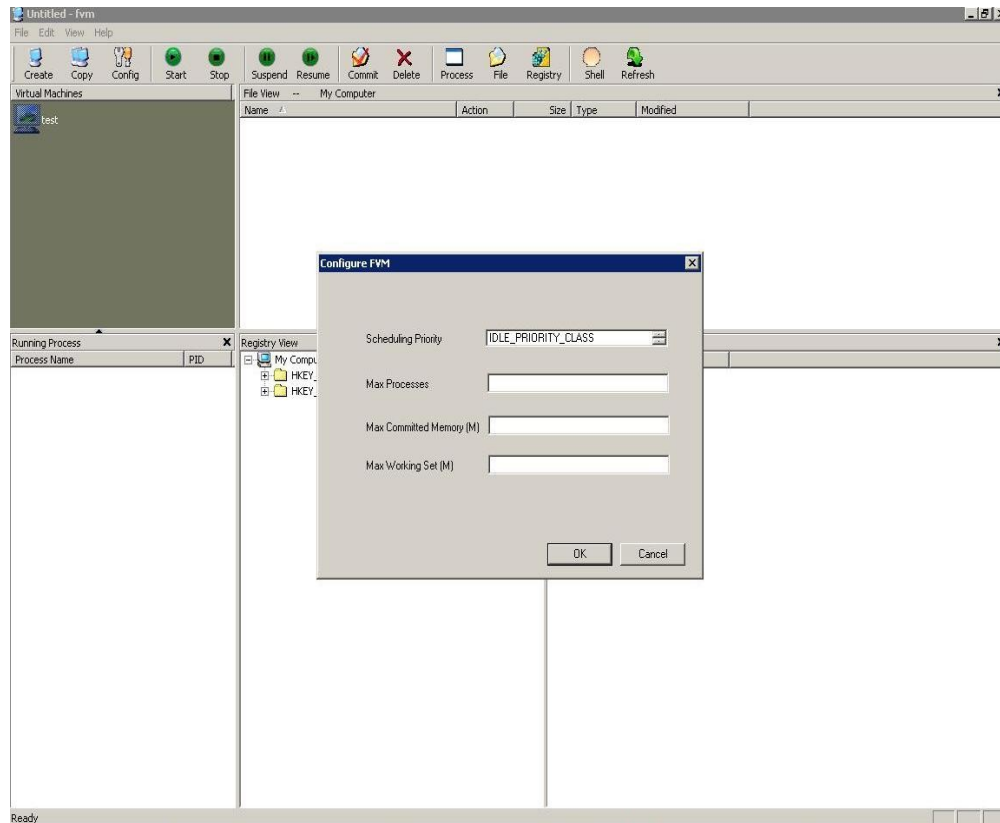 Untitled - fvm
File Edit View Help
Create Copy Config Start Stop Suspend Resume Commit Delete Process File Registry Shell Refresh
Virtual Machines
File View -- My Computer
Name Action Size Type Modified
test
Configure FVM
Scheduling Priority IDLE_PRIORITY_CLASS
Max Processes
Max Committed Memory (M)
Max Working Set (M)
OK Cancel
Running Process
Registry View
Process Name PID
My Compu
HKEY_
HKEY_
Ready